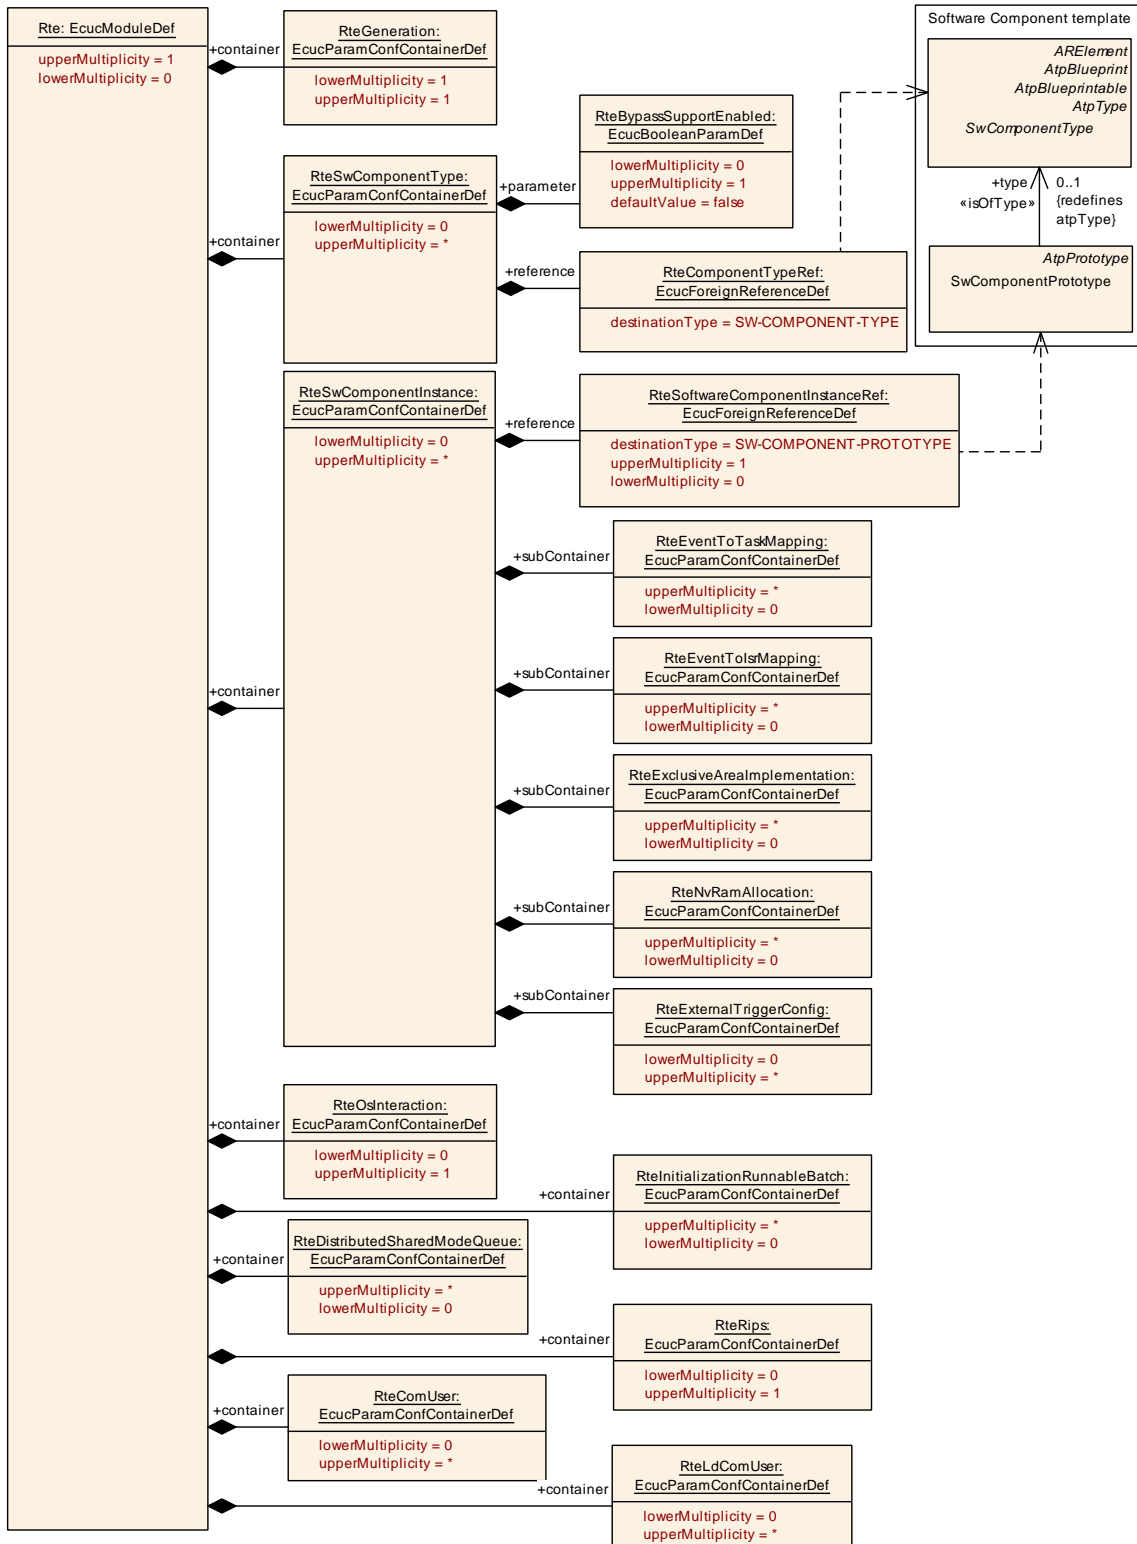 Rte: EcucModuleDef
upperMultiplicity = 1
lowerMultiplicity = 0
+container
RteGeneration:
EcucParamConfContainerDef
lowerMultiplicity = 1
upperMultiplicity = 1
Software Component template
ARElement
AtpBlueprint
AtpBlueprintable
AtpType
SwComponentType
+type
«isOfType»
0..1
{redefines
atpType}
AtpPrototype
SwComponentPrototype
+container
RteSwComponentType:
EcucParamConfContainerDef
lowerMultiplicity = 0
upperMultiplicity = *
+parameter
RteBypassSupportEnabled:
EcucBooleanParamDef
lowerMultiplicity = 0
upperMultiplicity = 1
defaultValue = false
+reference
RteComponentTypeRef:
EcucForeignReferenceDef
destinationType = SW-COMPONENT-TYPE
+container
RteSwComponentInstance:
EcucParamConfContainerDef
lowerMultiplicity = 0
upperMultiplicity = *
+reference
RteSoftwareComponentInstanceRef:
EcucForeignReferenceDef
destinationType = SW-COMPONENT-PROTOTYPE
upperMultiplicity = 1
lowerMultiplicity = 0
+subContainer
RteEventToTaskMapping:
EcucParamConfContainerDef
upperMultiplicity = *
lowerMultiplicity = 0
+subContainer
RteEventToIsrMapping:
EcucParamConfContainerDef
upperMultiplicity = *
lowerMultiplicity = 0
+subContainer
RteExclusiveAreaImplementation:
EcucParamConfContainerDef
upperMultiplicity = *
lowerMultiplicity = 0
+subContainer
RteNvRamAllocation:
EcucParamConfContainerDef
upperMultiplicity = *
lowerMultiplicity = 0
+subContainer
RteExternalTriggerConfig:
EcucParamConfContainerDef
lowerMultiplicity = 0
upperMultiplicity = *
+container
RteOsInteraction:
EcucParamConfContainerDef
lowerMultiplicity = 0
upperMultiplicity = 1
+container
RteInitializationRunnableBatch:
EcucParamConfContainerDef
upperMultiplicity = *
lowerMultiplicity = 0
+container
RteDistributedSharedModeQueue:
EcucParamConfContainerDef
upperMultiplicity = *
lowerMultiplicity = 0
+container
RteRips:
EcucParamConfContainerDef
lowerMultiplicity = 0
upperMultiplicity = 1
+container
RteComUser:
EcucParamConfContainerDef
lowerMultiplicity = 0
upperMultiplicity = *
+container
RteLdComUser:
EcucParamConfContainerDef
lowerMultiplicity = 0
upperMultiplicity = *